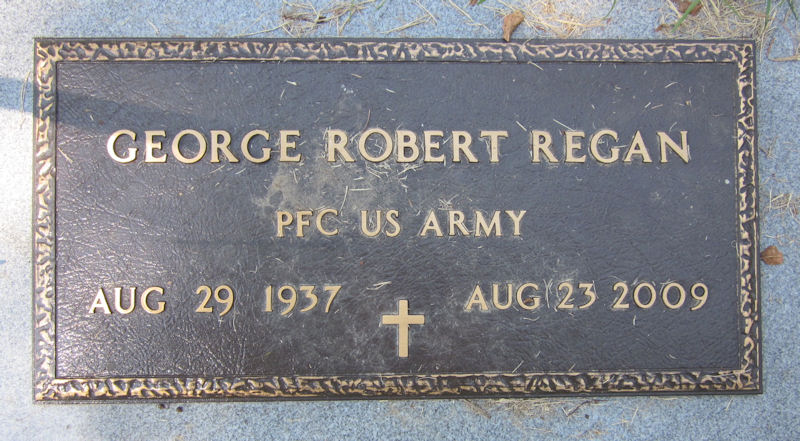 GEORGE ROBERT REGAN
PFC US ARMY
AUG 29 1937 AUG 23 2009